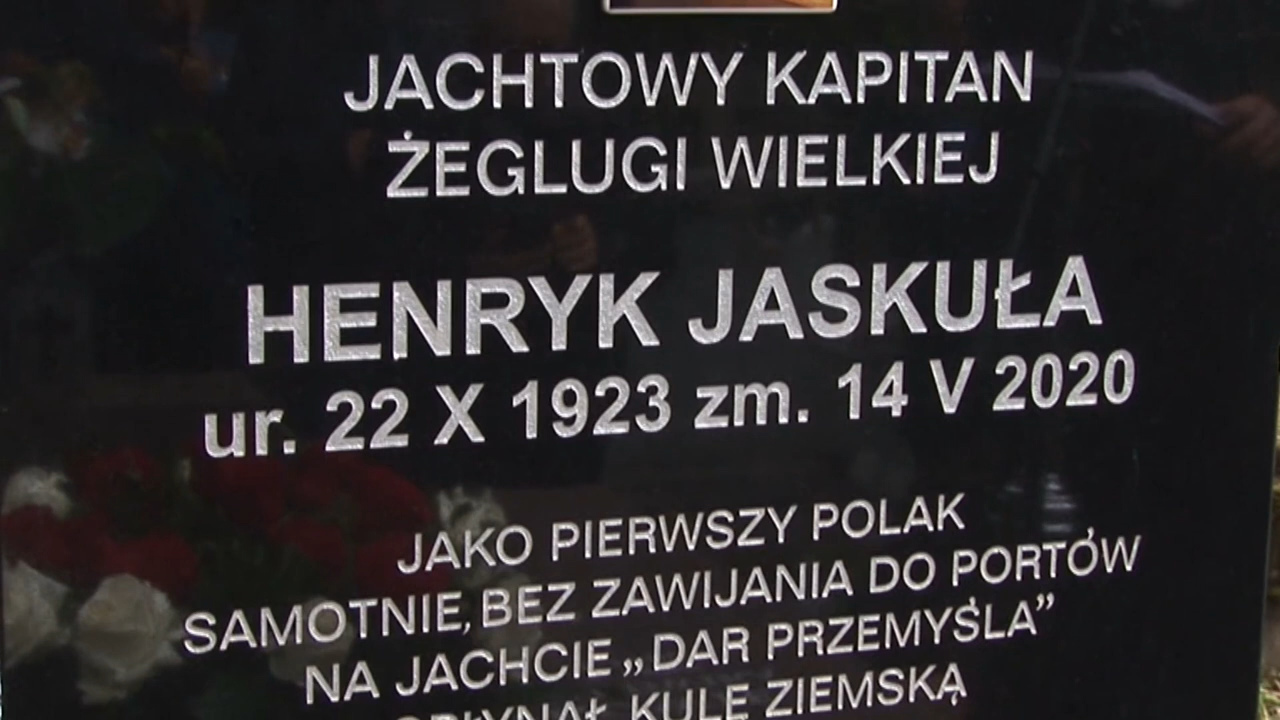 JACHTOWY KAPITAN
ŻEGLUGI WIELKIEJ
HENRYK JASKUŁA
ur. 22 X 1923 zm. 14 V 2020
JAKO PIERWSZY POLAK
SAMOTNIE, BEZ ZAWIJANIA DO PORTÓW
NA JACHCIE „DAR PRZEMYŚLA”
OPŁYNĄŁ KULĘ ZIEMSKĄ